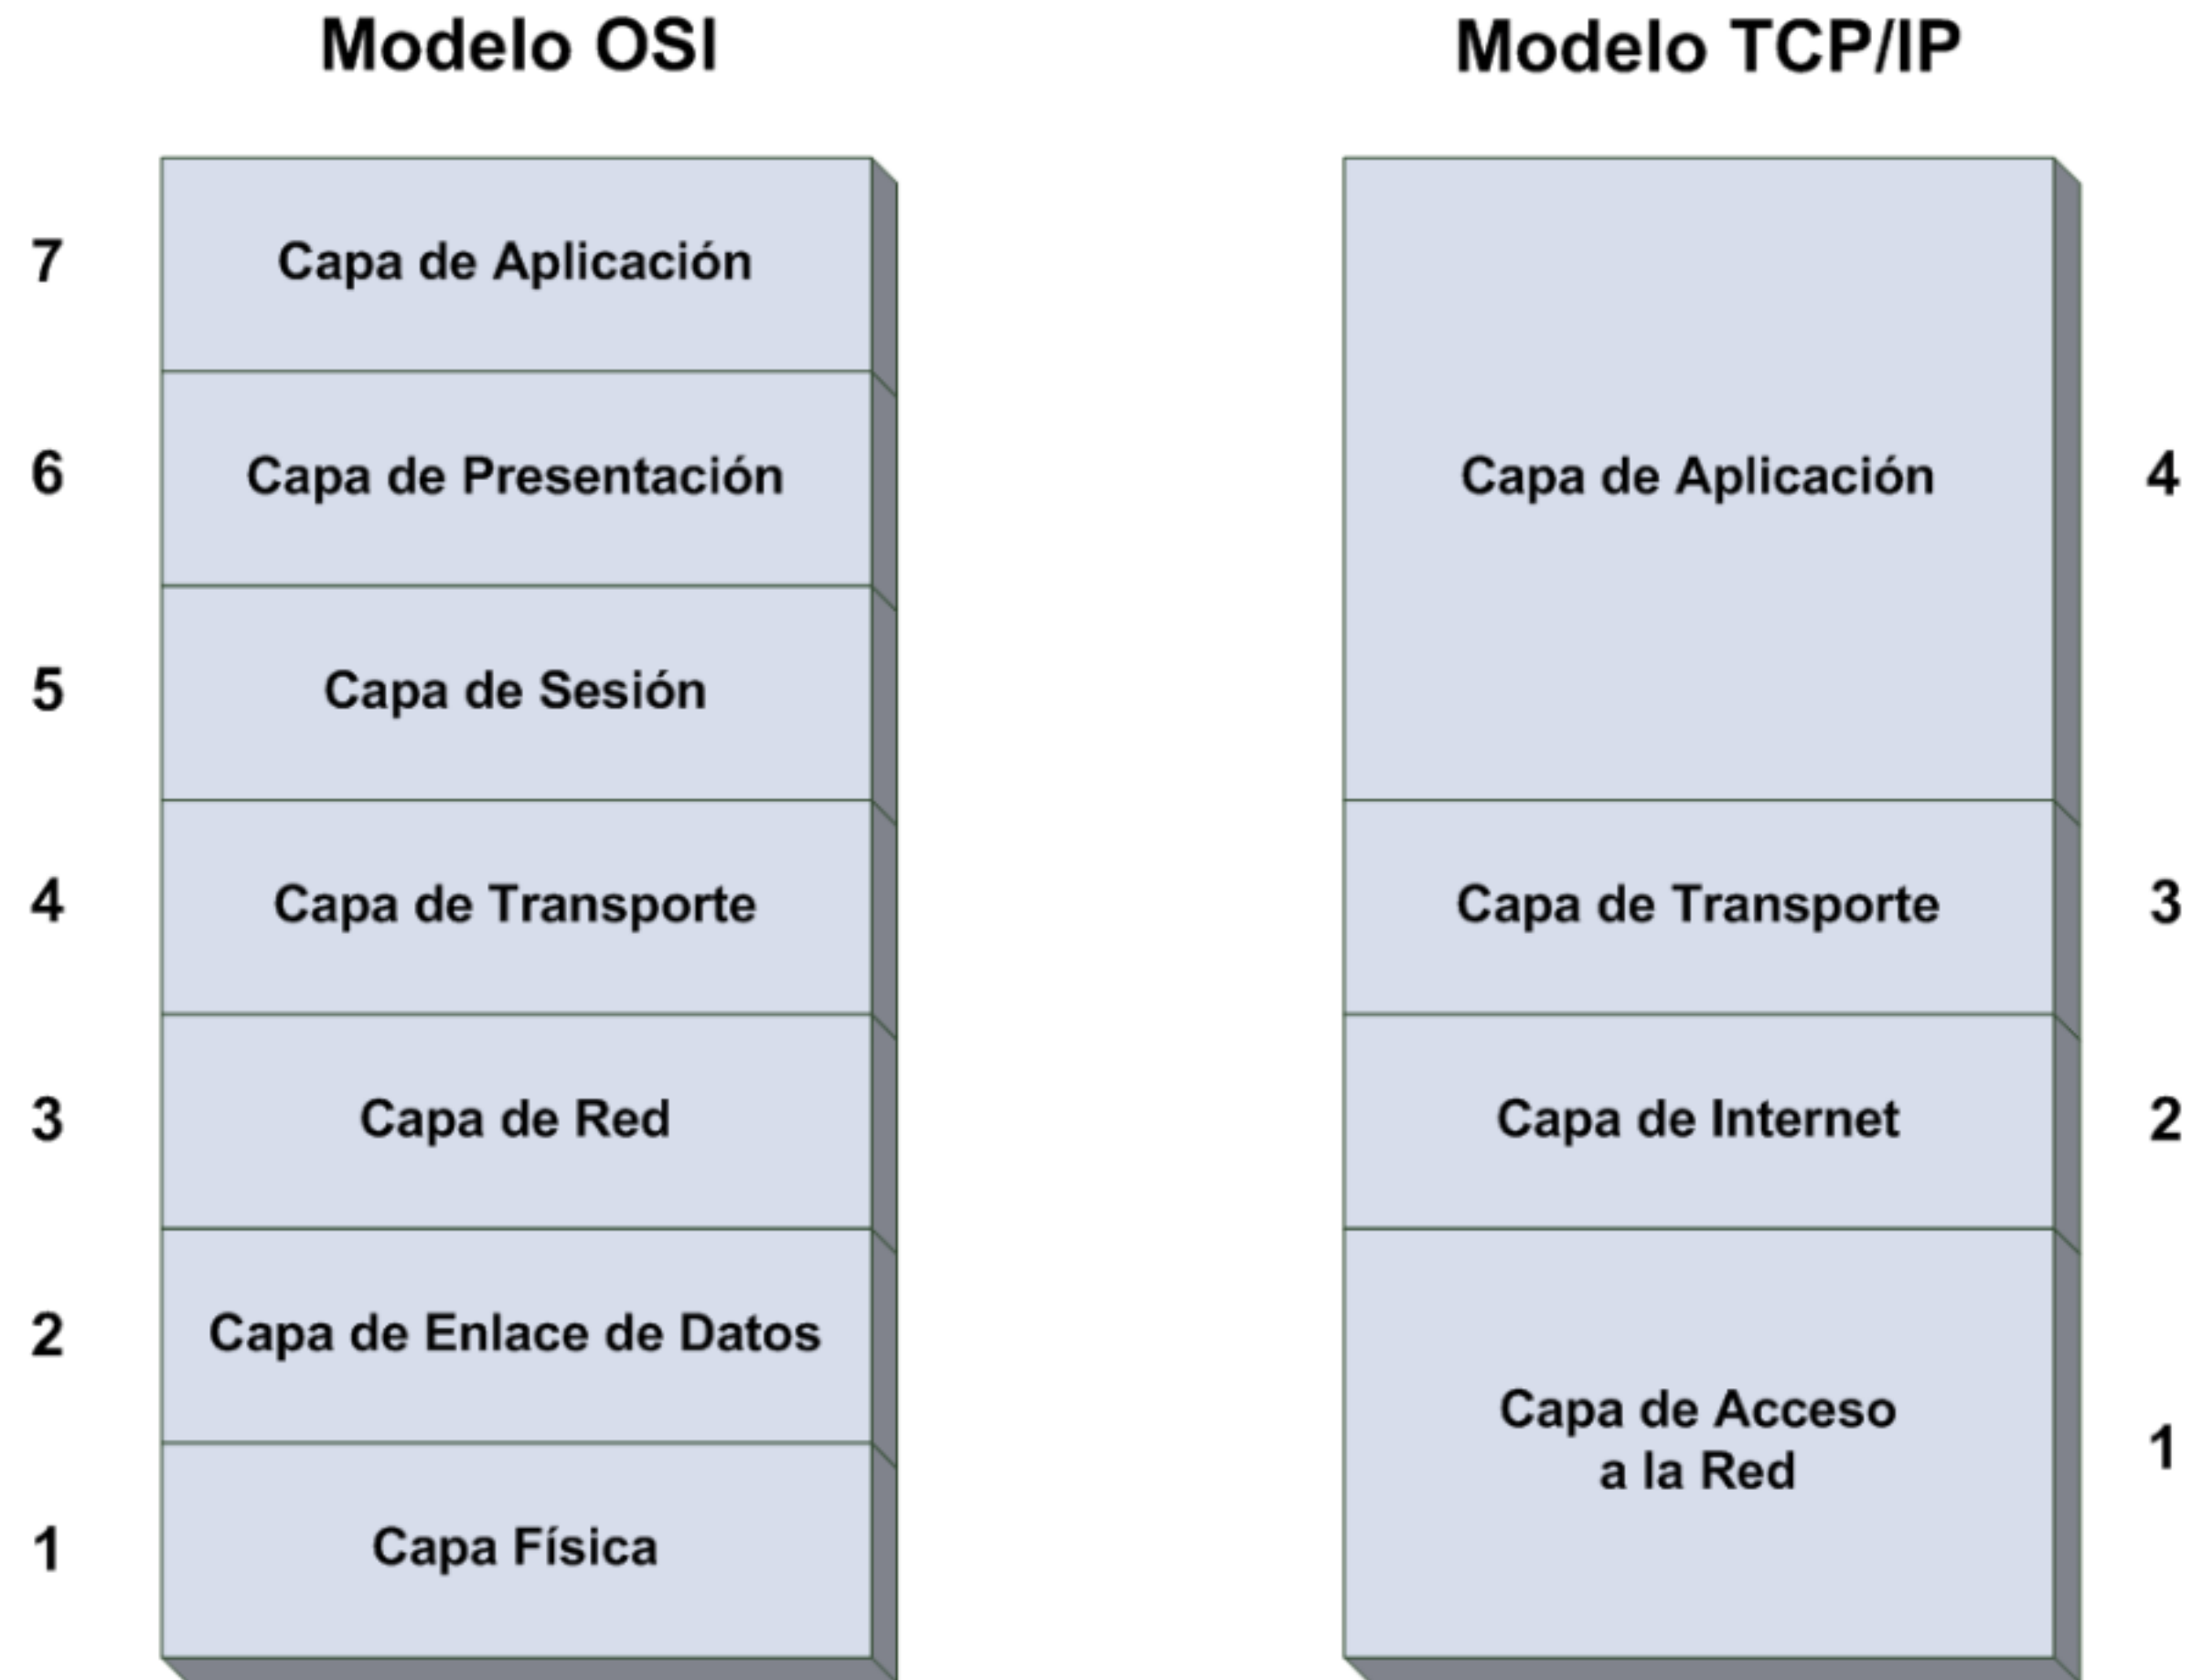 Modelo OSI
7
Capa de Aplicación
6
Capa de Presentación
5
Capa de Sesión
4
Capa de Transporte
3
Capa de Red
2
Capa de Enlace de Datos
1
Capa Física
Modelo TCP/IP
Capa de Aplicación
4
Capa de Transporte
3
Capa de Internet
2
Capa de Acceso
a la Red
1